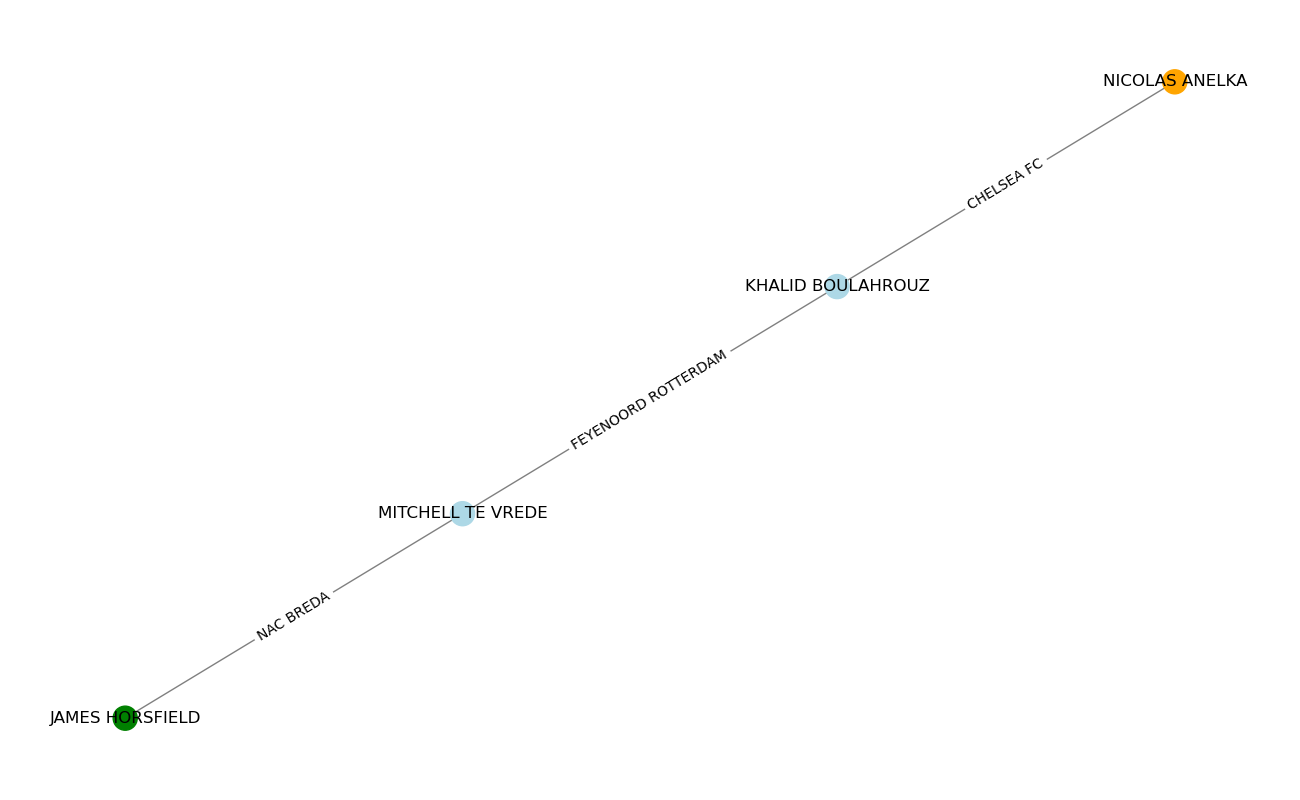 NICOLAS ANELKA
CHELSEA FC
KHALID BOULAHROUZ
FEYENOORD ROTTERDAM
MITCHELL TE VREDE
NAC BREDA
JAMES HORSFIELD